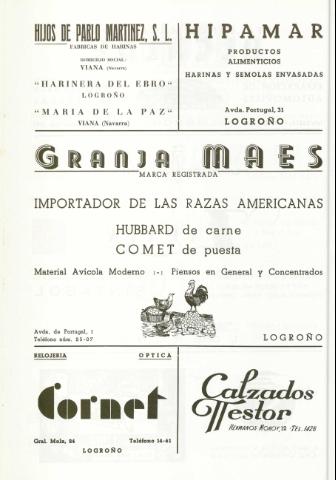 HIJOS DE PABLO MARTINEZ, S. L.
FABRICAS DE HARINAS
DOMICILIO SOCIAL:
VIANA (Navarra)
"HARINERA DEL EBRO"
LOGROÑO
"MARIA DE LA PAZ"
VIANA (Navarra)
HIPAMAR
PRODUCTOS
ALIMENTICIOS
HARINAS Y SEMOLAS ENVASADAS
Avda. Portugal, 31
LOGROÑO
GRANJA MAES
MARCA REGISTRADA
IMPORTADOR DE LAS RAZAS AMERICANAS
HUBBARD de carne
COMET de puesta
Material Avícola Moderno :-: Piensos en General y Concentrados
Avda. de Portugal, 1
Teléfono núm. 25-07
LOGROÑO
RELOJERIA OPTICA
Cornet
Gral. Mola, 24 Teléfono 14-41
LOGROÑO
Calzados
Nestor
HERMANOS MOROY, 12 - TEL. 1428